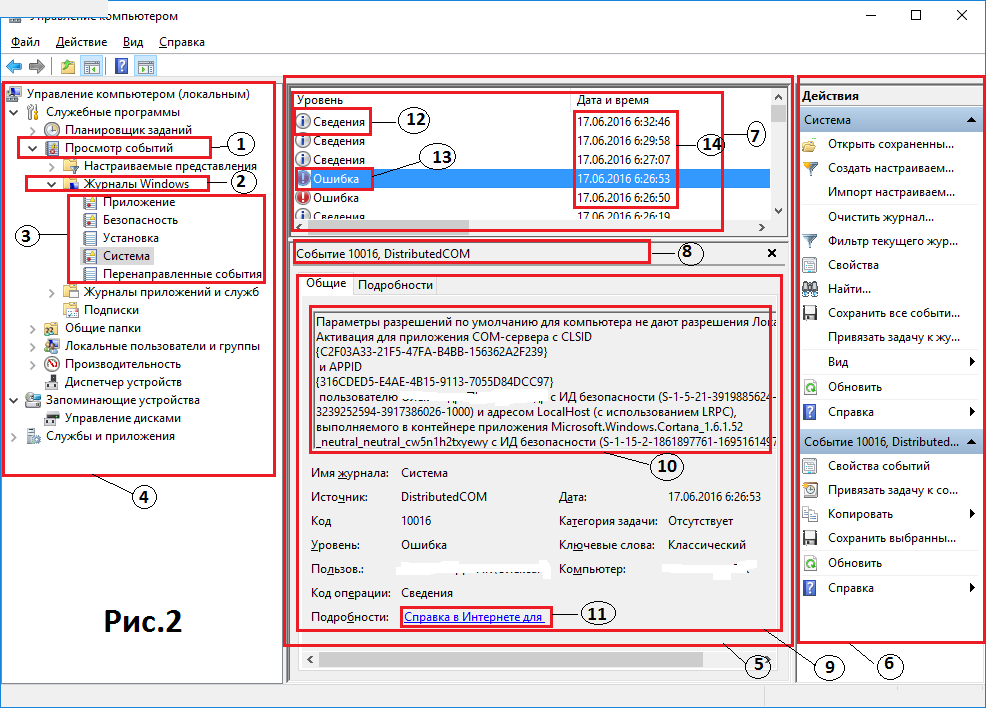 Управление компьютером
Файл Действие Вид Справка
Управление компьютером (локальным)
Служебные программы
Планировщик заданий
Просмотр событий
1
Настраиваемые представления
Журналы Windows
2
Приложение
Безопасность
3
Установка
Система
Перенаправленные события
Журналы приложений и служб
Подписки
Общие папки
Локальные пользователи и группы
Производительность
Диспетчер устройств
Запоминающие устройства
Управление дисками
Службы и приложения
4
Рис.2
Уровень Дата и время
Сведения 17.06.2016 6:32:46
12
7
Сведения 17.06.2016 6:29:58
14
Сведения 17.06.2016 6:27:07
13
Ошибка 17.06.2016 6:26:53
Ошибка 17.06.2016 6:26:50
Сведения 17.06.2016 6:26:19
Событие 10016, DistributedCOM
8
Общие Подробности
Параметры разрешений по умолчанию для компьютера не дают разрешения
Активация для приложения COM-сервера с CLSID
{C2F03A33-21F5-47FA-B4BB-156362A2F239}
и APPID
{316CDED5-E4AE-4B15-9113-7055D84DCC97}
пользователю с ИД безопасности (S-1-5-21-3919885624-
3239252594-3917386026-1000) и адресом LocalHost (с использованием LRPC),
выполняемого в контейнере приложения Microsoft.Windows.Cortana_1.6.1.52
_neutral_neutral_cw5n1h2txyewy с ИД безопасности (S-1-15-2-1861897761-1695161497
10
Имя журнала: Система
Источник: DistributedCOM Дата: 17.06.2016 6:26:53
Код 10016 Категория задачи: Отсутствует
Уровень: Ошибка Ключевые слова: Классический
Пользов.: Компьютер:
Код операции: Сведения
Подробности: Справка в Интернете для
11
5
9
Действия
Система
Открыть сохраненны...
Создать настраиваем...
Импорт настраиваем...
Очистить журнал...
Фильтр текущего жур...
Свойства
Найти...
Сохранить все событи...
Привязать задачу к жу...
Вид
Обновить
Справка
Событие 10016, Distributed...
Свойства событий
Привязать задачу к со...
Копировать
Сохранить выбранны...
Обновить
Справка
6